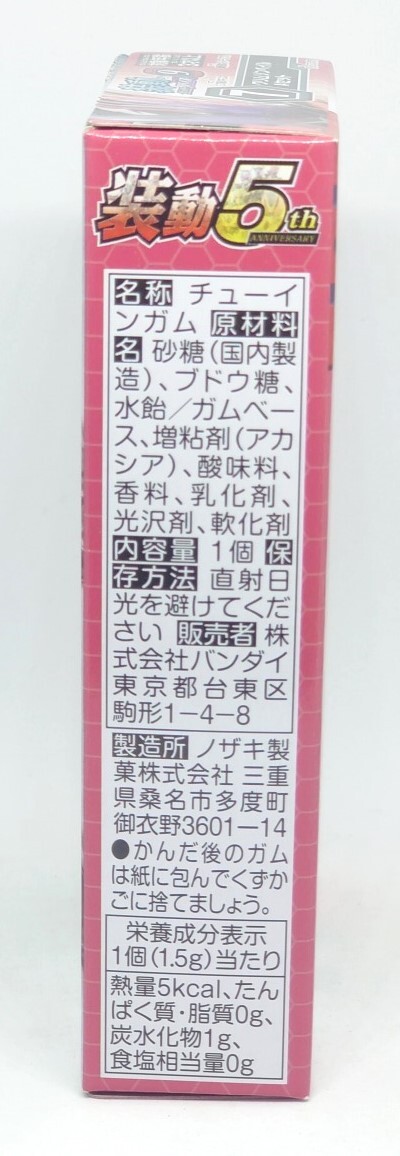 装動5th
ANNIVERSARY
名称 チューイ
ンガム 原材料
名 砂糖(国内製
造)、ブドウ糖、
水飴/ガムベー
ス、増粘剤(アカ
シア)、酸味料、
香料、乳化剤、
光沢剤、軟化剤
内容量 1個 保
存方法 直射日
光を避けてくだ
さい 販売者 株
式会社バンダイ
東京都台東区
駒形1-4-8
製造所 ノザキ製
菓株式会社 三重
県桑名市多度町
御衣野3601-14
●かんだ後のガム
は紙に包んでくずか
ごに捨てましょう。
栄養成分表示
1個(1.5g)当たり
熱量5kcal、たん
ぱく質・脂質0g、
炭水化物1g、
食塩相当量0g